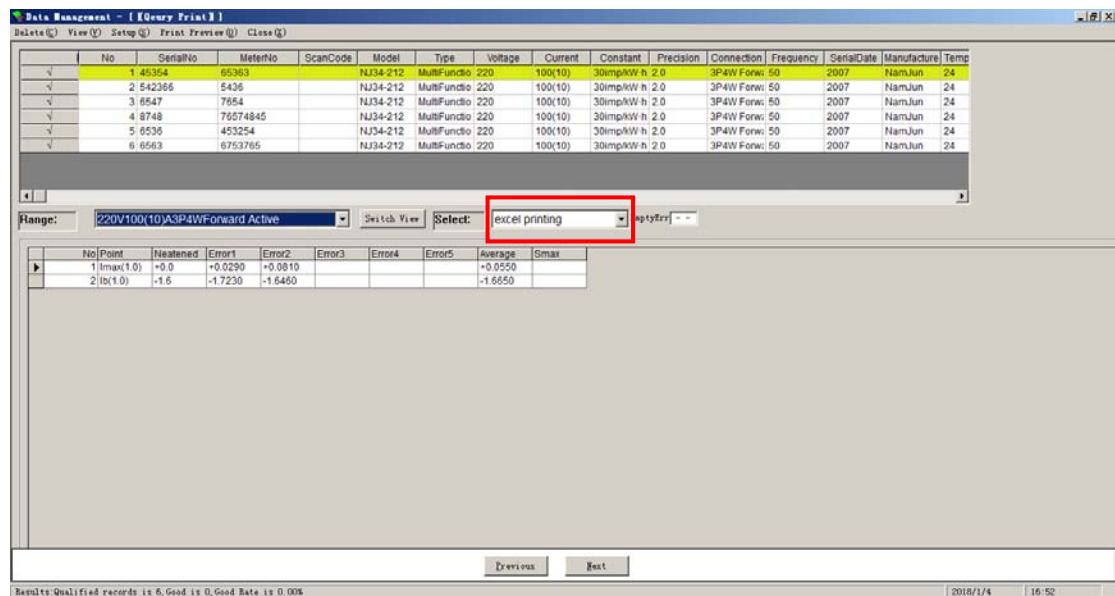 Data Management - [【Qeury Print】]
Delete(C) View(V) Setup(X) Print Preview(U) Close(X)
No SerialNo MeterNo ScanCode Model Type Voltage Current Constant Precision Connection Frequency SerialDate Manufacture Temp
√ 1 45354 65363 NJ34-212 MultiFunctio 220 100(10) 30imp/kW·h 2.0 3P4W Forw: 50 2007 NamJun 24
√ 2 542366 5436 NJ34-212 MultiFunctio 220 100(10) 30imp/kW·h 2.0 3P4W Forw: 50 2007 NamJun 24
√ 3 6547 7654 NJ34-212 MultiFunctio 220 100(10) 30imp/kW·h 2.0 3P4W Forw: 50 2007 NamJun 24
√ 4 8748 76574845 NJ34-212 MultiFunctio 220 100(10) 30imp/kW·h 2.0 3P4W Forw: 50 2007 NamJun 24
√ 5 6536 453254 NJ34-212 MultiFunctio 220 100(10) 30imp/kW·h 2.0 3P4W Forw: 50 2007 NamJun 24
√ 6 6563 6753765 NJ34-212 MultiFunctio 220 100(10) 30imp/kW·h 2.0 3P4W Forw: 50 2007 NamJun 24
Range: 220V100(10)A3P4WForward Active Switch View Select: excel printing mptyErr - -
No Point Neatened Error1 Error2 Error3 Error4 Error5 Average Smax
1 Imax(1.0) +0.0 +0.0290 +0.0810 +0.0550
2 Ib(1.0) -1.6 -1.7230 -1.6460 -1.6650
Previous Next
Results:Qualified records is 6,Good is 0,Good Rate is 0.00% 2018/1/4 16:52